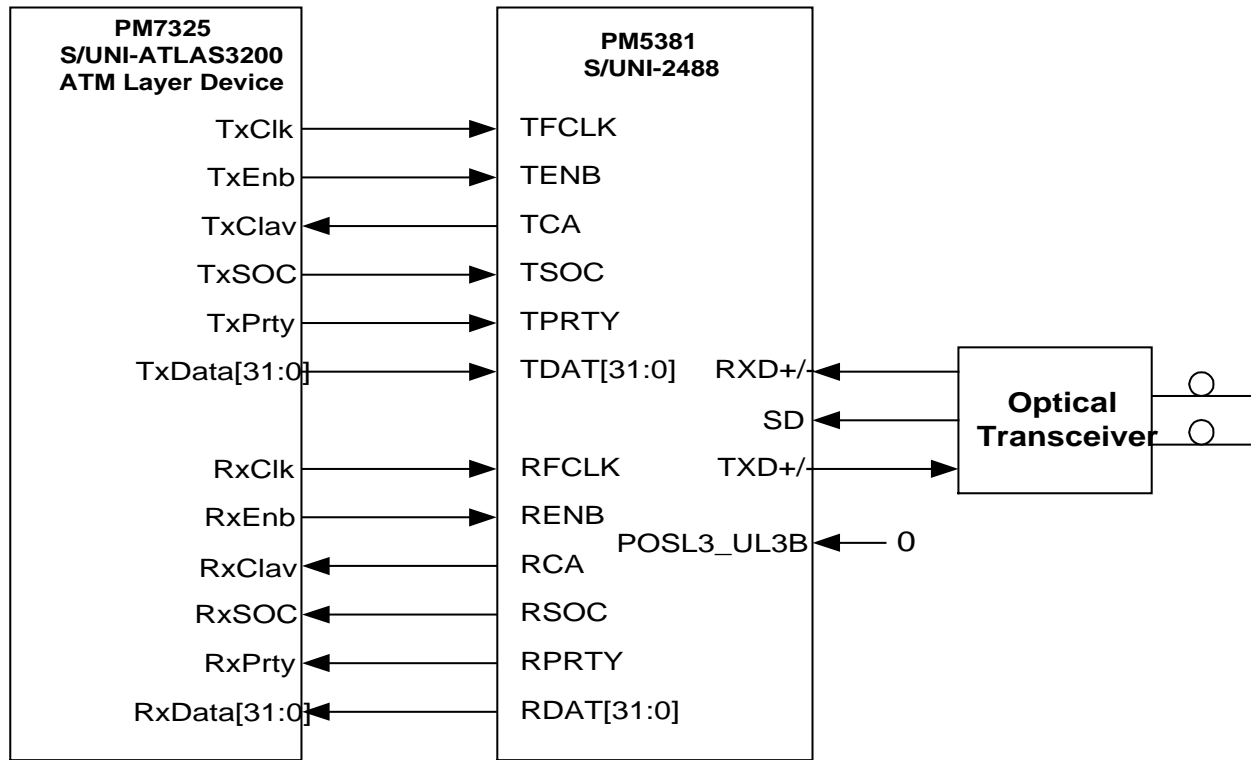 PM7325
S/UNI-ATLAS3200
ATM Layer Device
TxClk
TxEnb
TxClav
TxSOC
TxPrty
TxData[31:0]
RxClk
RxEnb
RxClav
RxSOC
RxPrty
RxData[31:0]
PM5381
S/UNI-2488
TFCLK
TENB
TCA
TSOC
TPRTY
TDAT[31:0]
RFCLK
RENB
RCA
RSOC
RPRTY
RDAT[31:0]
RXD+/-
SD
TXD+/-
POSL3_UL3B
0
Optical
Transceiver